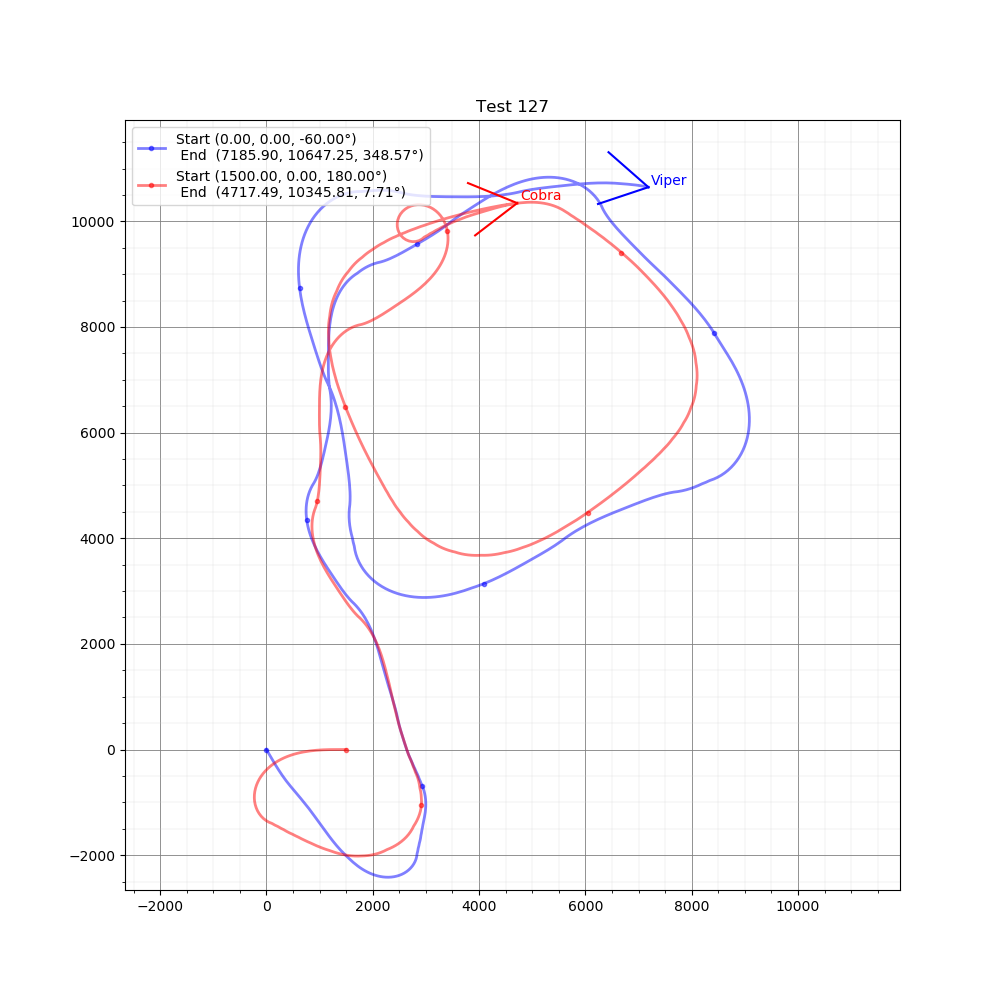 Test 127
Start (0.00, 0.00, -60.00°)
End (7185.90, 10647.25, 348.57°)
Start (1500.00, 0.00, 180.00°)
End (4717.49, 10345.81, 7.71°)
Viper
Cobra
10000
8000
6000
4000
2000
0
−2000
−2000 0 2000 4000 6000 8000 10000